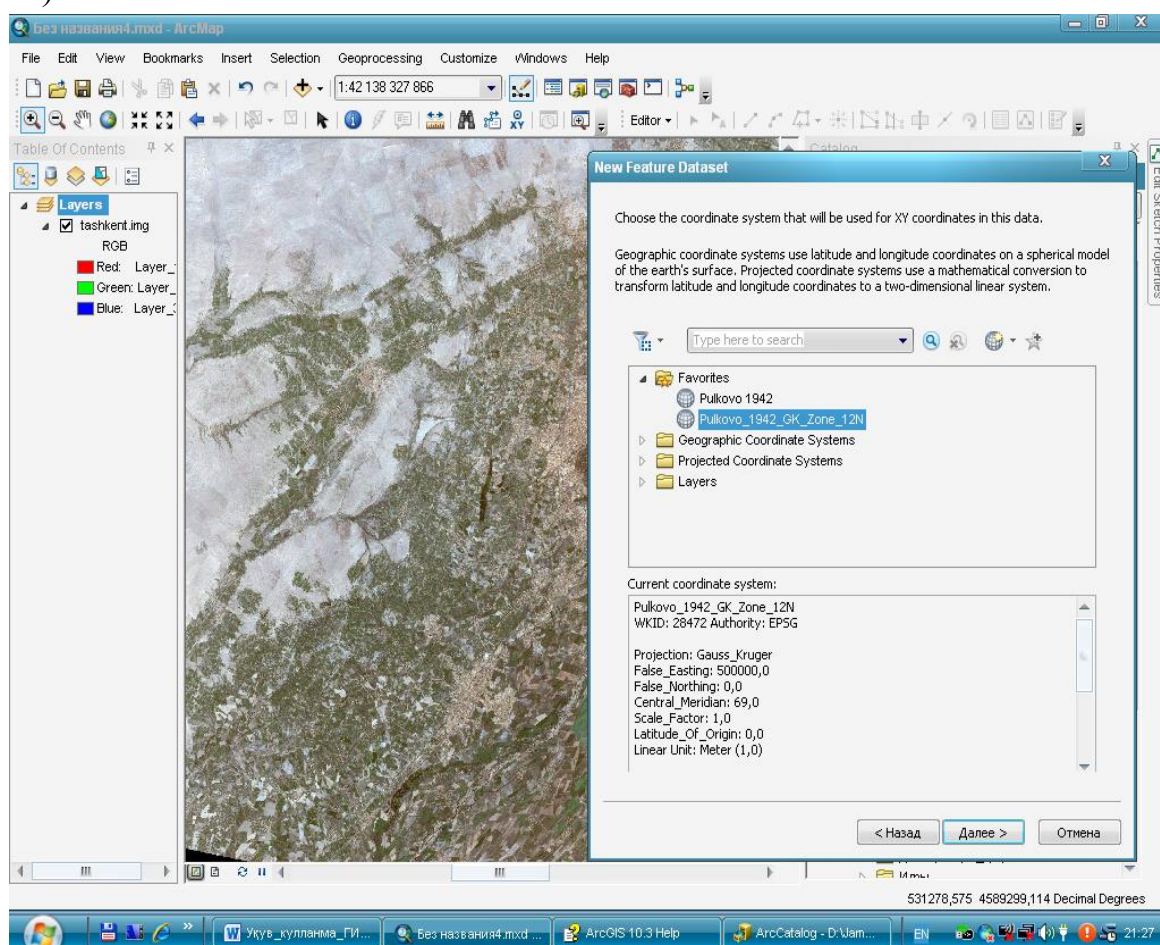 Без названия4.mxd - ArcMap
File Edit View Bookmarks Insert Selection Geoprocessing Customize Windows Help
1:42 138 327 866
Editor
Table Of Contents
Catalog
Layers
tashkent.img
RGB
Red: Layer_
Green: Layer_
Blue: Layer_
Edit Sketch Properties
New Feature Dataset
Choose the coordinate system that will be used for XY coordinates in this data.
Geographic coordinate systems use latitude and longitude coordinates on a spherical model
of the earth's surface. Projected coordinate systems use a mathematical conversion to
transform latitude and longitude coordinates to a two-dimensional linear system.
Type here to search
Favorites
Pulkovo 1942
Pulkovo_1942_GK_Zone_12N
Geographic Coordinate Systems
Projected Coordinate Systems
Layers
Current coordinate system:
Pulkovo_1942_GK_Zone_12N
WKID: 28472 Authority: EPSG
Projection: Gauss_Kruger
False_Easting: 500000,0
False_Northing: 0,0
Central_Meridian: 69,0
Scale_Factor: 1,0
Latitude_Of_Origin: 0,0
Linear Unit: Meter (1,0)
< Назад Далее > Отмена
531278,575 4589299,114 Decimal Degrees
Уқув_кулланма_ГИ... Без названия4.mxd ... ArcGIS 10.3 Help ArcCatalog - D:\Jam... EN 21:27